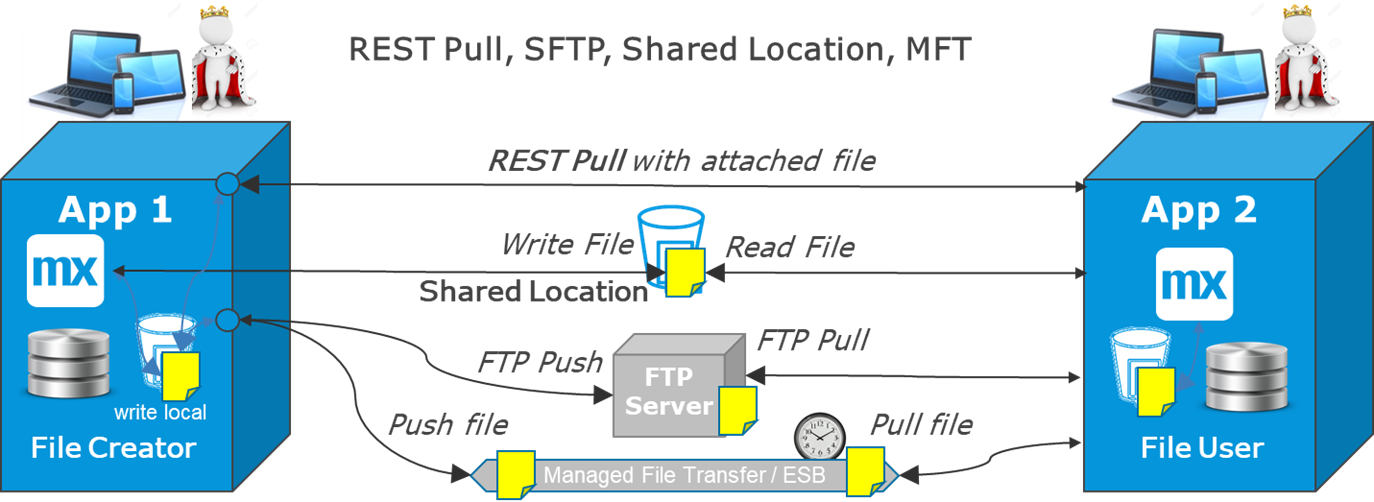 REST Pull, SFTP, Shared Location, MFT
REST Pull with attached file
App 1
App 2
mx
Write File
Read File
mx
Shared Location
FTP Push
FTP Server
FTP Pull
write local
Push file
Pull file
File Creator
File User
Managed File Transfer / ESB